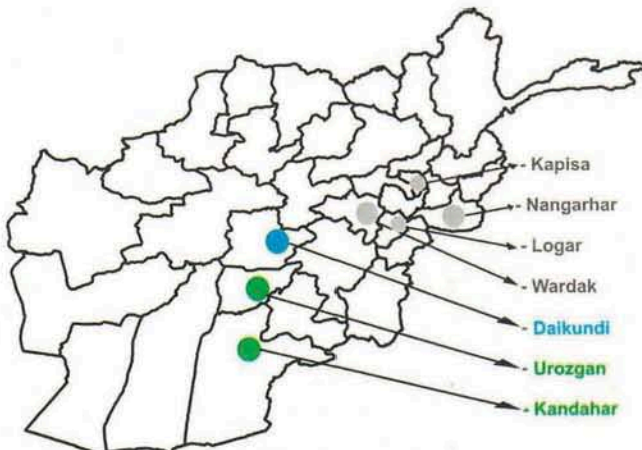 - Kapisa
- Nangarhar
- Logar
- Wardak
- Daikundi
- Urozgan
- Kandahar